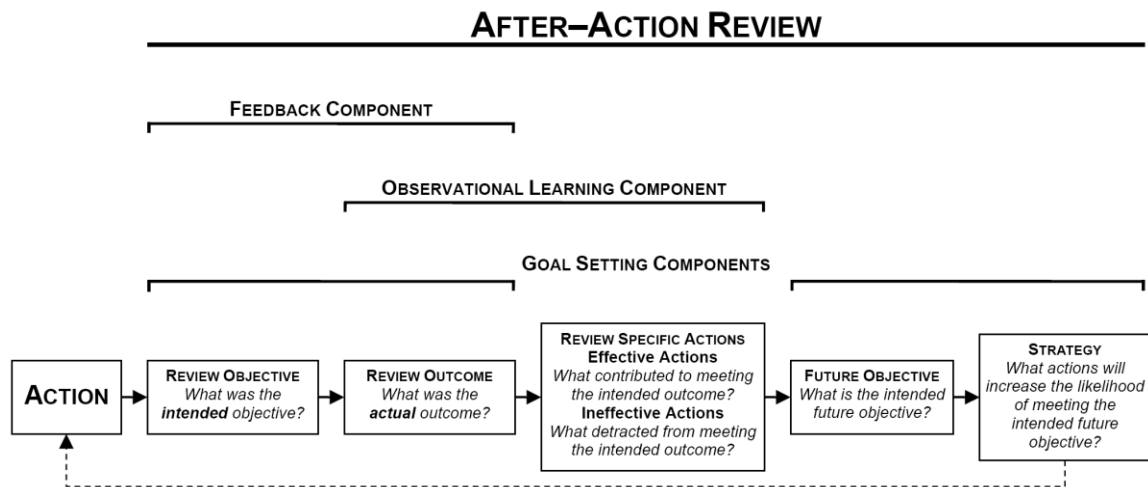 AFTER–ACTION REVIEW
FEEDBACK COMPONENT
OBSERVATIONAL LEARNING COMPONENT
GOAL SETTING COMPONENTS
ACTION
REVIEW OBJECTIVE
What was the
intended objective?
REVIEW OUTCOME
What was the
actual outcome?
REVIEW SPECIFIC ACTIONS
Effective Actions
What contributed to meeting
the intended outcome?
Ineffective Actions
What detracted from meeting
the intended outcome?
FUTURE OBJECTIVE
What is the intended
future objective?
STRATEGY
What actions will
increase the likelihood
of meeting the
intended future
objective?